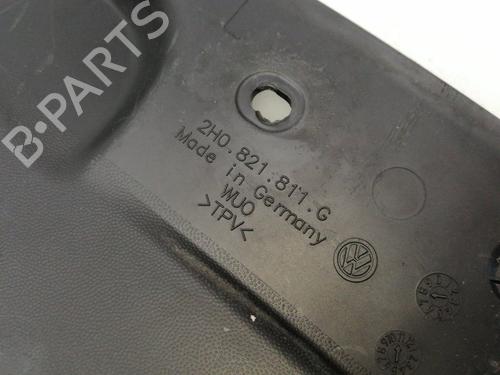 2H0.821.811.G
Made in Germany
WUO
>TPV<
B-PARTS